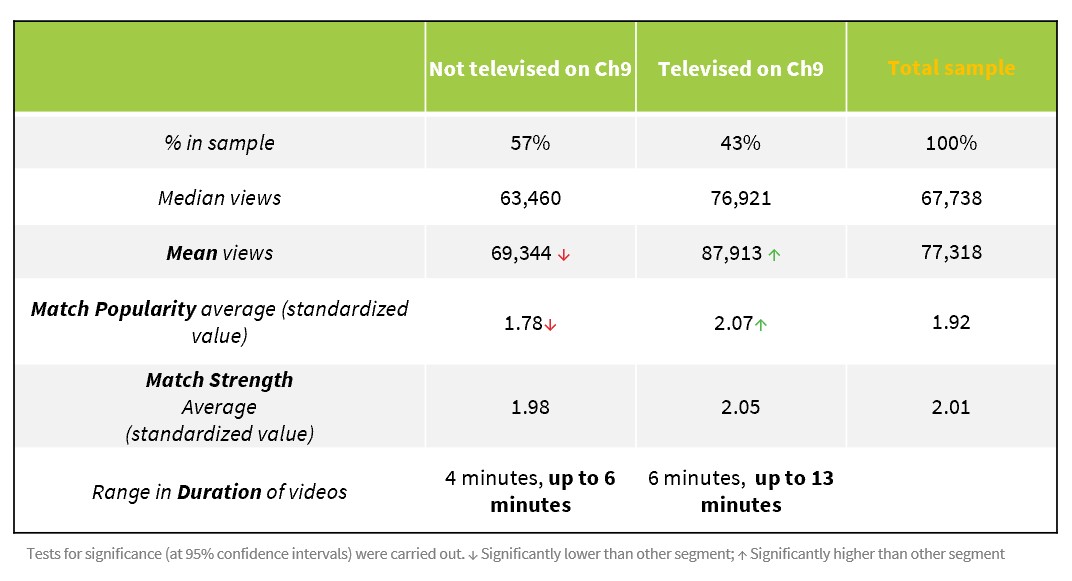 Not televised on Ch9 Televised on Ch9 Total sample
% in sample 57% 43% 100%
Median views 63,460 76,921 67,738
Mean views 69,344 ↓ 87,913 ↑ 77,318
Match Popularity average (standardized
value) 1.78↓ 2.07↑ 1.92
Match Strength
Average 1.98 2.05 2.01
(standardized value)
Range in Duration of videos 4 minutes, up to 6
minutes 6 minutes, up to 13
minutes
Tests for significance (at 95% confidence intervals) were carried out. ↓ Significantly lower than other segment; ↑ Significantly higher than other segment